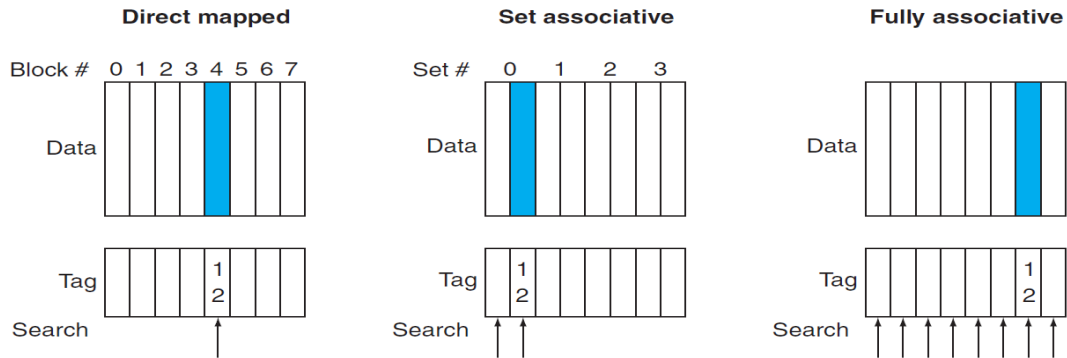 Direct mapped
Block # 0 1 2 3 4 5 6 7
Data
Tag
1
2
Search
Set associative
Set # 0 1 2 3
Data
Tag
1
2
Search
Fully associative
Data
Tag
1
2
Search